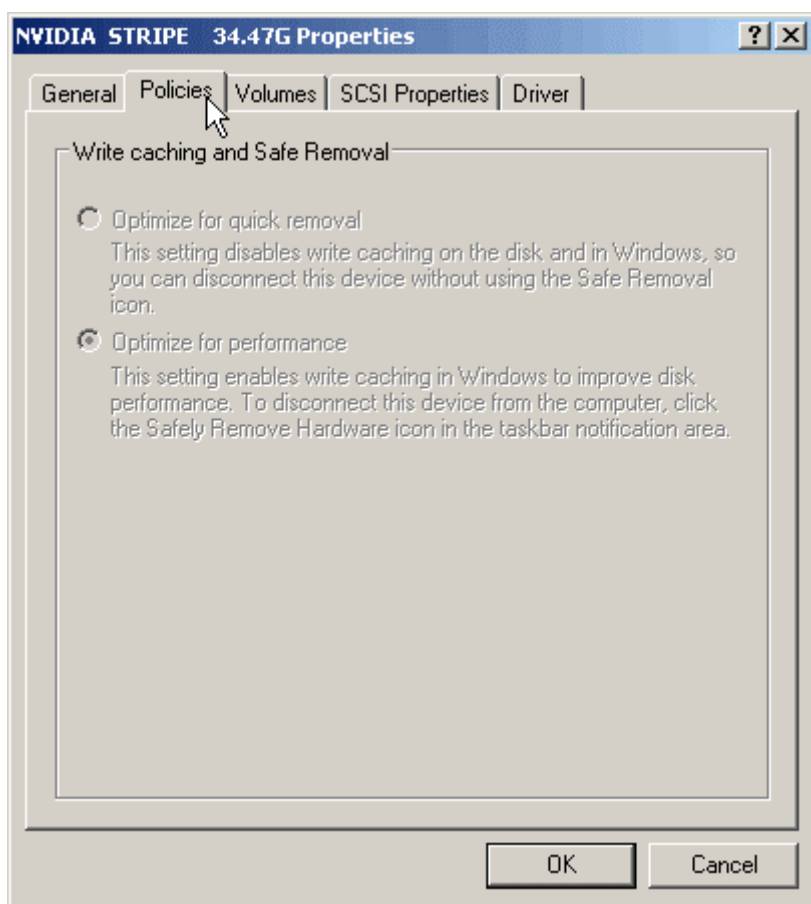 NVIDIA STRIPE 34.47G Properties
General Policies Volumes SCSI Properties Driver
Write caching and Safe Removal
Optimize for quick removal
This setting disables write caching on the disk and in Windows, so
you can disconnect this device without using the Safe Removal
icon.
Optimize for performance
This setting enables write caching in Windows to improve disk
performance. To disconnect this device from the computer, click
the Safely Remove Hardware icon in the taskbar notification area.
OK Cancel